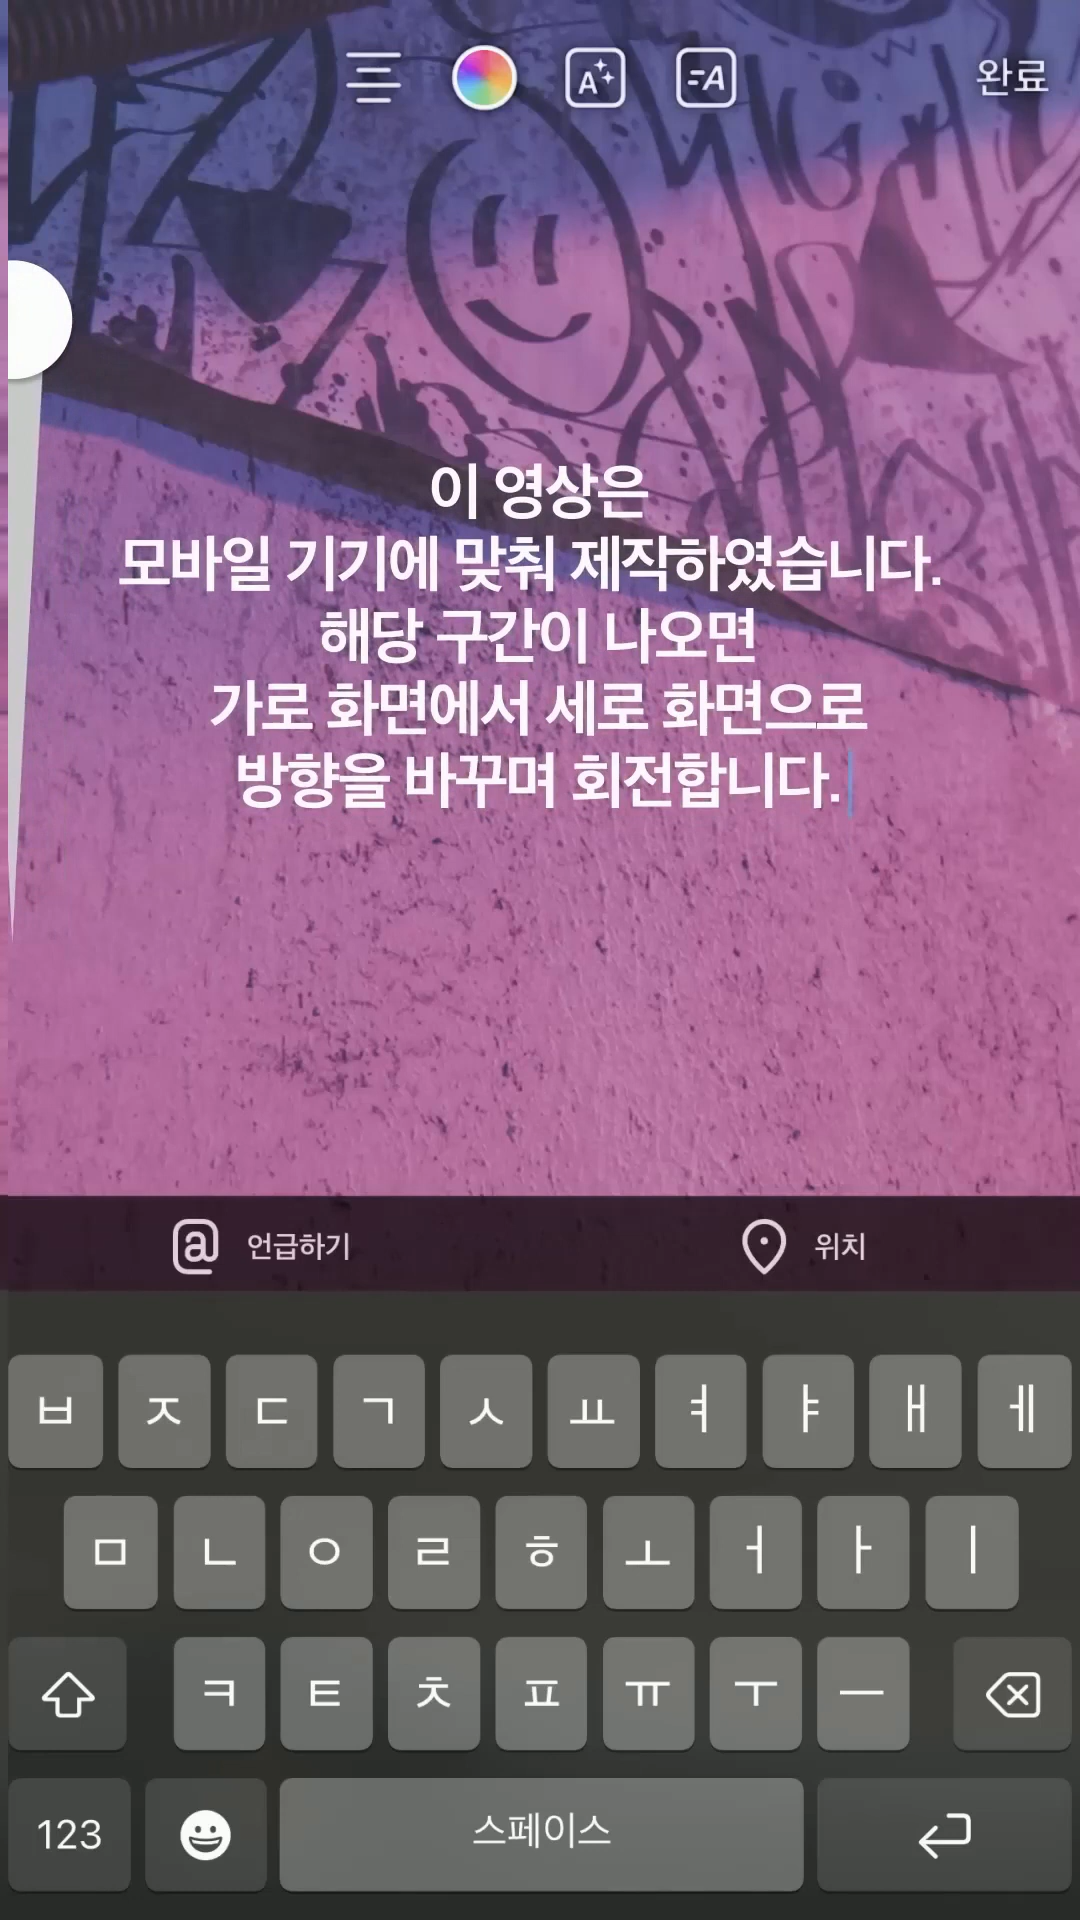 완료
이 영상은
모바일 기기에 맞춰 제작하였습니다.
해당 구간이 나오면
가로 화면에서 세로 화면으로
방향을 바꾸며 회전합니다.
@ 언급하기 위치
ㅂ ㅈ ㄷ ㄱ ㅅ ㅛ ㅕ ㅑ ㅐ ㅔ
ㅁ ㄴ ㅇ ㄹ ㅎ ㅗ ㅓ ㅏ ㅣ
ㅋ ㅌ ㅊ ㅍ ㅠ ㅜ ㅡ
123 스페이스